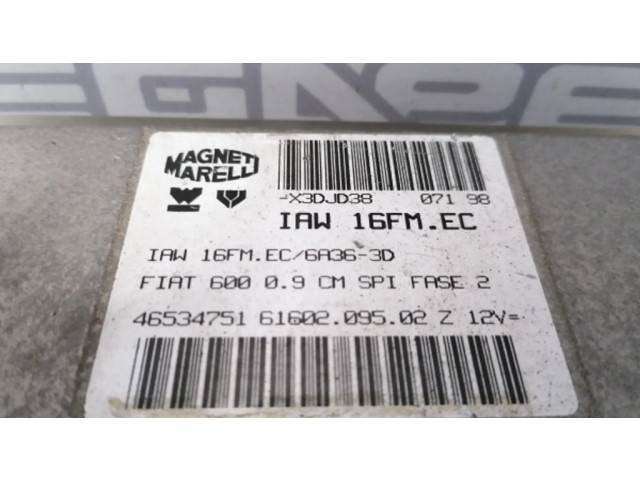 MAGNETI
MARELLI
-X3DJD38 071 98
IAW 16FM.EC
IAW 16FM.EC/6A36-3D
FIAT 600 0.9 CM SPI FASE 2
46534751 61602.095.02 Z 12V=